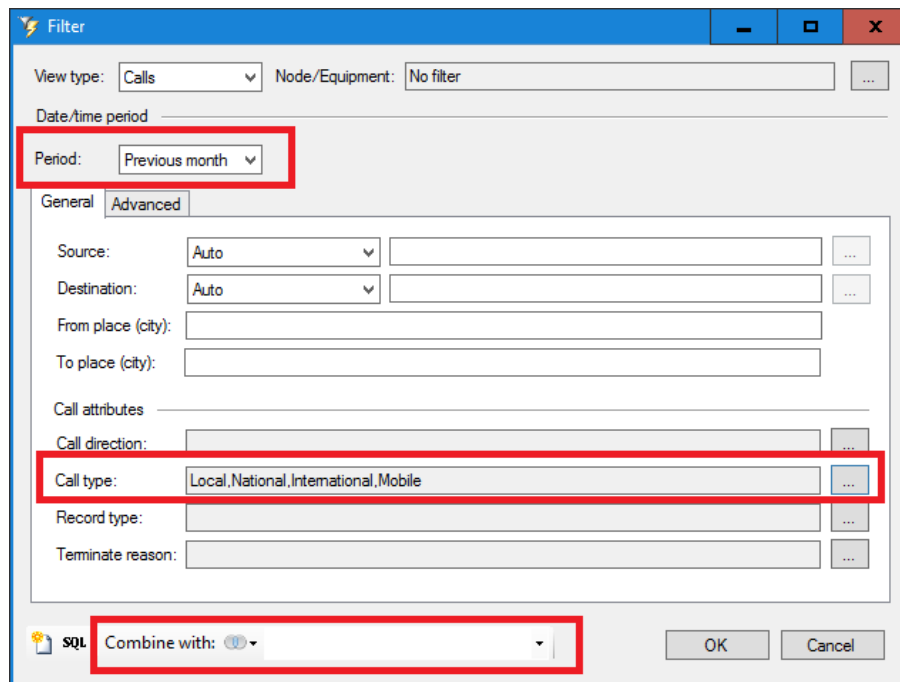 Filter
View type: Calls Node/Equipment: No filter ...
Date/time period
Period: Previous month
General Advanced
Source: Auto ...
Destination: Auto ...
From place (city):
To place (city):
Call attributes
Call direction: ...
Call type: Local,National,International,Mobile ...
Record type: ...
Terminate reason: ...
SQL Combine with: OK Cancel